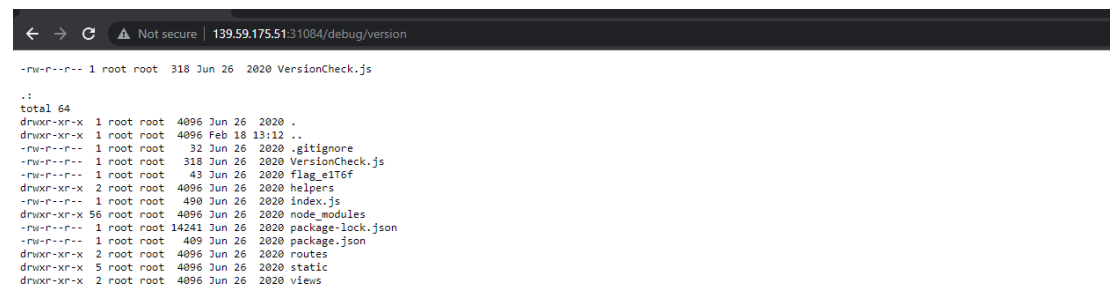 Not secure | 139.59.175.51:31084/debug/version
-rw-r--r-- 1 root root  318 Jun 26  2020 VersionCheck.js
.:
total 64
drwxr-xr-x  1 root root  4096 Jun 26  2020 .
drwxr-xr-x  1 root root  4096 Feb 18 13:12 ..
-rw-r--r--  1 root root    32 Jun 26  2020 .gitignore
-rw-r--r--  1 root root   318 Jun 26  2020 VersionCheck.js
-rw-r--r--  1 root root    43 Jun 26  2020 flag_e1T6f
drwxr-xr-x  2 root root  4096 Jun 26  2020 helpers
-rw-r--r--  1 root root   490 Jun 26  2020 index.js
drwxr-xr-x 56 root root  4096 Jun 26  2020 node_modules
-rw-r--r--  1 root root 14241 Jun 26  2020 package-lock.json
-rw-r--r--  1 root root   409 Jun 26  2020 package.json
drwxr-xr-x  2 root root  4096 Jun 26  2020 routes
drwxr-xr-x  5 root root  4096 Jun 26  2020 static
drwxr-xr-x  2 root root  4096 Jun 26  2020 views